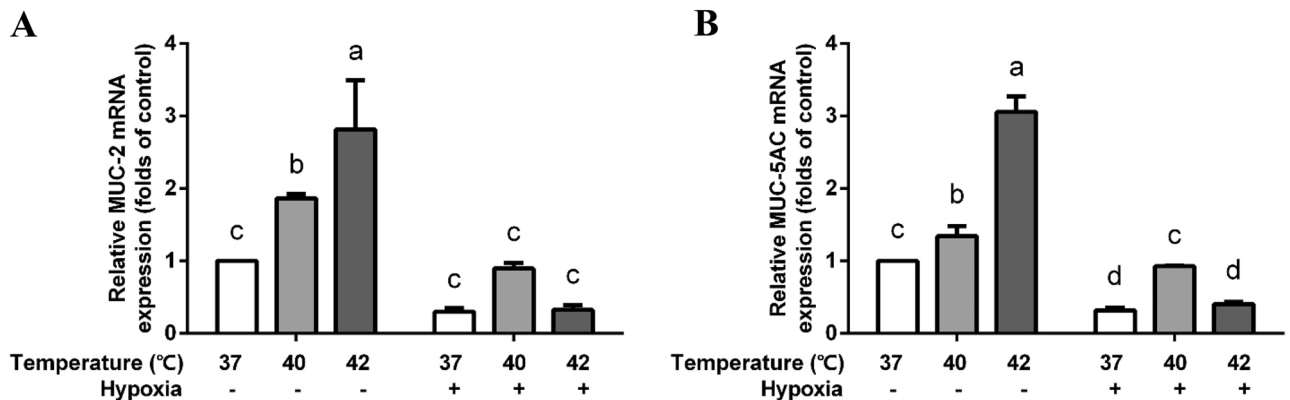 A
Relative MUC-2 mRNA
expression (folds of control)
4
3
2
1
0
c
b
a
c
c
c
Temperature (℃) 37 40 42 37 40 42
Hypoxia - - - + + +
B
Relative MUC-5AC mRNA
expression (folds of control)
4
3
2
1
0
c
b
a
d
c
d
Temperature (℃) 37 40 42 37 40 42
Hypoxia - - - + + +